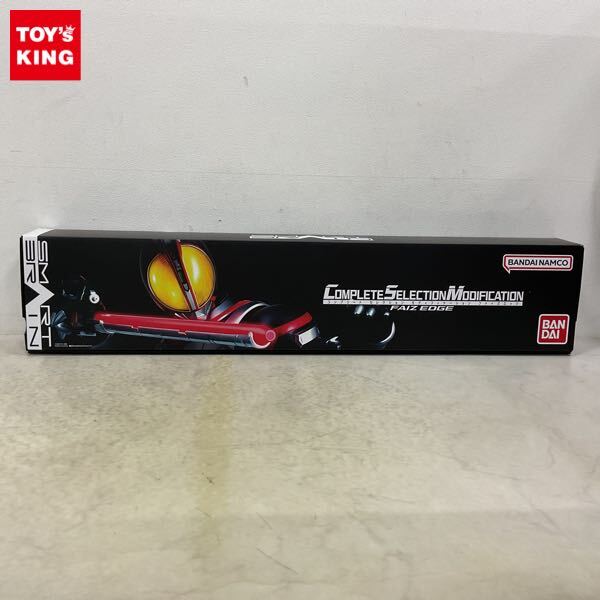 TOY'S
KING
SMART
BRAIN
BANDAI NAMCO
COMPLETE SELECTION MODIFICATION
FAIZ EDGE
BAN
DAI